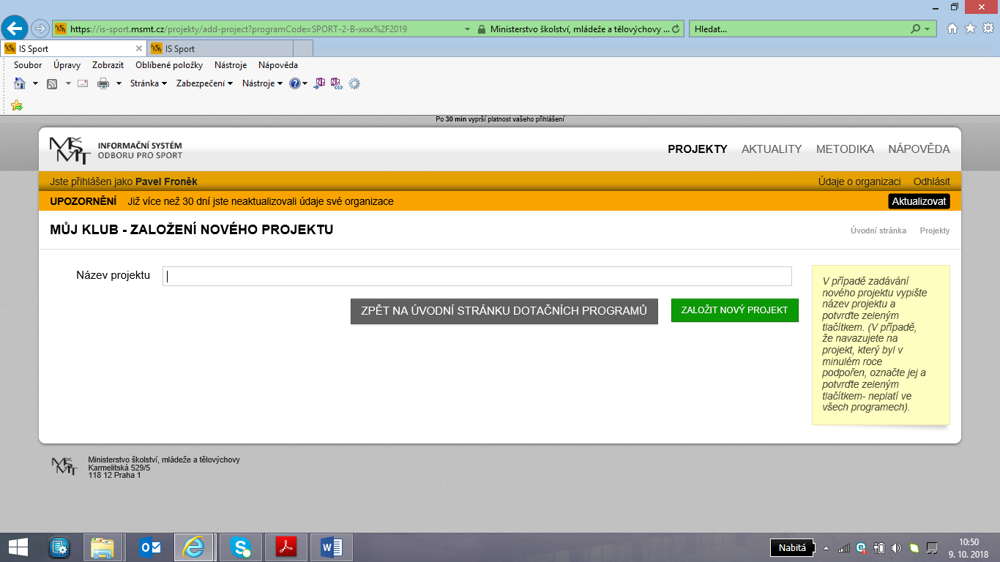 https://is-sport.msmt.cz/projekty/add-project?programCode=SPORT-2-B-xxxx%2F2019
Ministerstvo školství, mládeže a tělovýchovy ...
Hledat...
IS Sport
IS Sport
Soubor Úpravy Zobrazit Oblíbené položky Nástroje Nápověda
Stránka Zabezpečení Nástroje
Po 30 min vyprší platnost vašeho přihlášení
MŠMT
INFORMAČNÍ SYSTÉM
ODBORU PRO SPORT
PROJEKTY AKTUALITY METODIKA NÁPOVĚDA
Jste přihlášen jako Pavel Froněk
Údaje o organizaci Odhlásit
UPOZORNĚNÍ Již více než 30 dní jste neaktualizovali údaje své organizace
Aktualizovat
MŮJ KLUB - ZALOŽENÍ NOVÉHO PROJEKTU
Úvodní stránka Projekty
Název projektu
ZPĚT NA ÚVODNÍ STRÁNKU DOTAČNÍCH PROGRAMŮ
ZALOŽIT NOVÝ PROJEKT
V případě zadávání
nového projektu vypište
název projektu a
potvrďte zeleným
tlačítkem. (V případě,
že navazujete na
projekt, který byl v
minulém roce
podpořen, označte jej a
potvrďte zeleným
tlačítkem- neplatí ve
všech programech).
MŠMT
Ministerstvo školství, mládeže a tělovýchovy
Karmelitská 529/5
118 12 Praha 1
Nabitá
10:50
9. 10. 2018